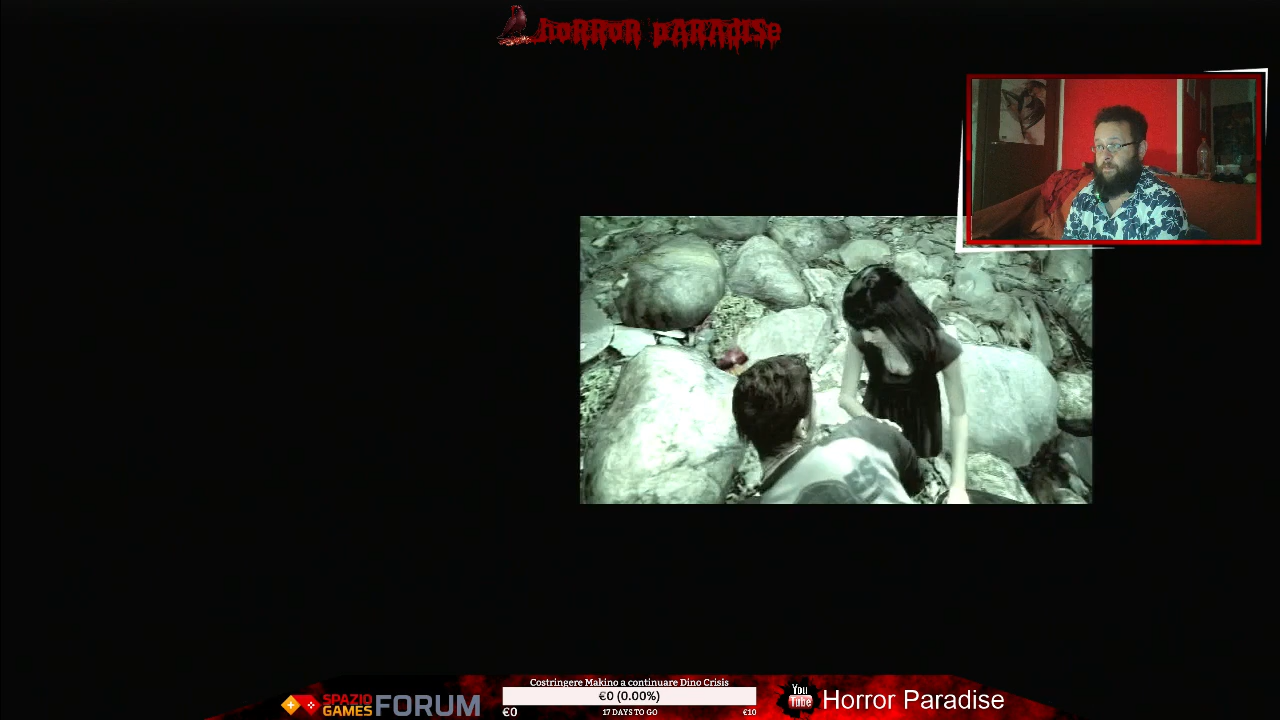 horror paradise
Costringere Makino a continuare Dino Crisis
€0 (0.00%)
€0 17 DAYS TO GO €10
SPAZIO GAMES FORUM
You Tube Horror Paradise